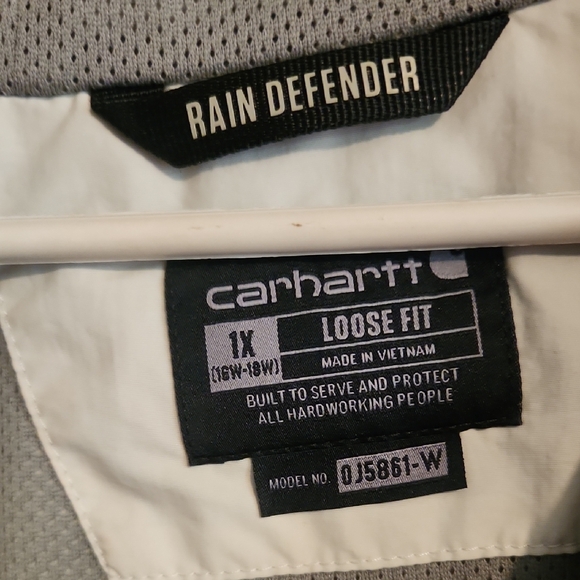 RAIN DEFENDER
carhartt
1X
(16W-18W)
LOOSE FIT
MADE IN VIETNAM
BUILT TO SERVE AND PROTECT
ALL HARDWORKING PEOPLE
MODEL NO. OJ5861-W